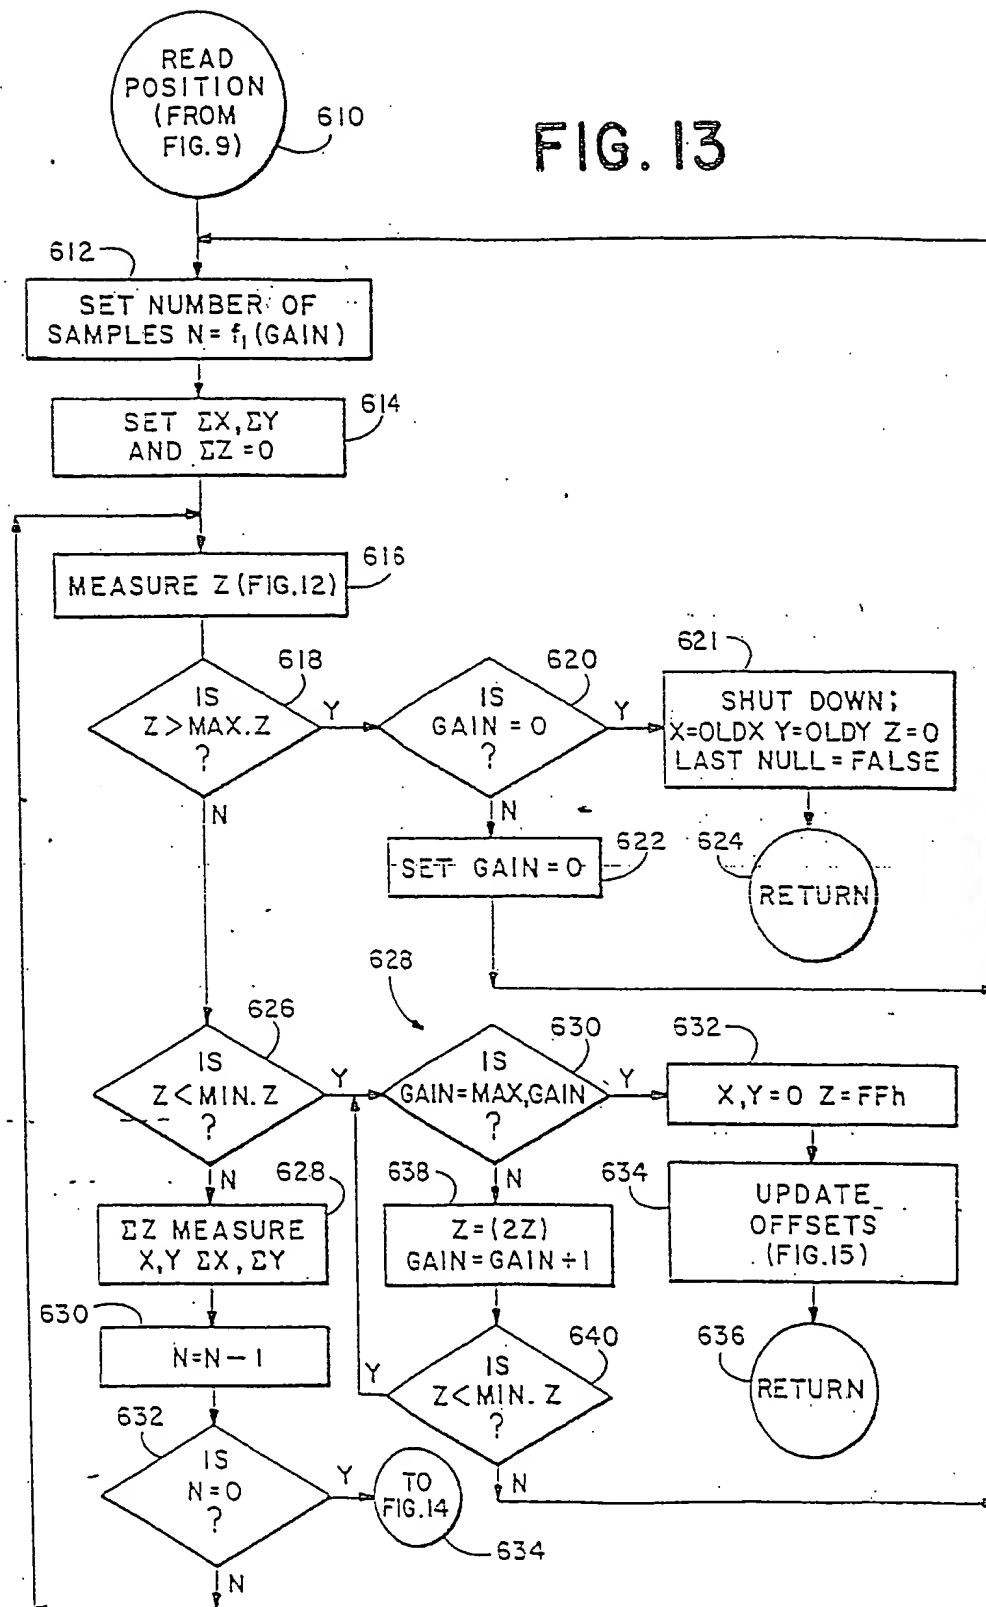 READ
POSITION
(FROM
FIG.9)
610
FIG. 13
612
SET NUMBER OF
SAMPLES N=f₁(GAIN)
614
SET ΣX,ΣY
AND ΣZ=0
616
MEASURE Z(FIG.12)
618
IS
Z>MAX.Z
?
Y
N
620
IS
GAIN=0
?
Y
N
621
SHUT DOWN;
X=OLDX Y=OLDY Z=0
LAST NULL=FALSE
622
SET GAIN=0
624
RETURN
626
IS
Z<MIN.Z
?
Y
N
628
630
IS
GAIN=MAX,GAIN
?
Y
N
632
X,Y=0 Z=FFh
634
UPDATE
OFFSETS
(FIG.15)
636
RETURN
628
ΣZ MEASURE
X,Y ΣX,ΣY
638
Z=(2Z)
GAIN=GAIN+1
630
N=N-1
640
IS
Z<MIN.Z
?
Y
N
632
IS
N=0
?
Y
N
TO
FIG.14
634